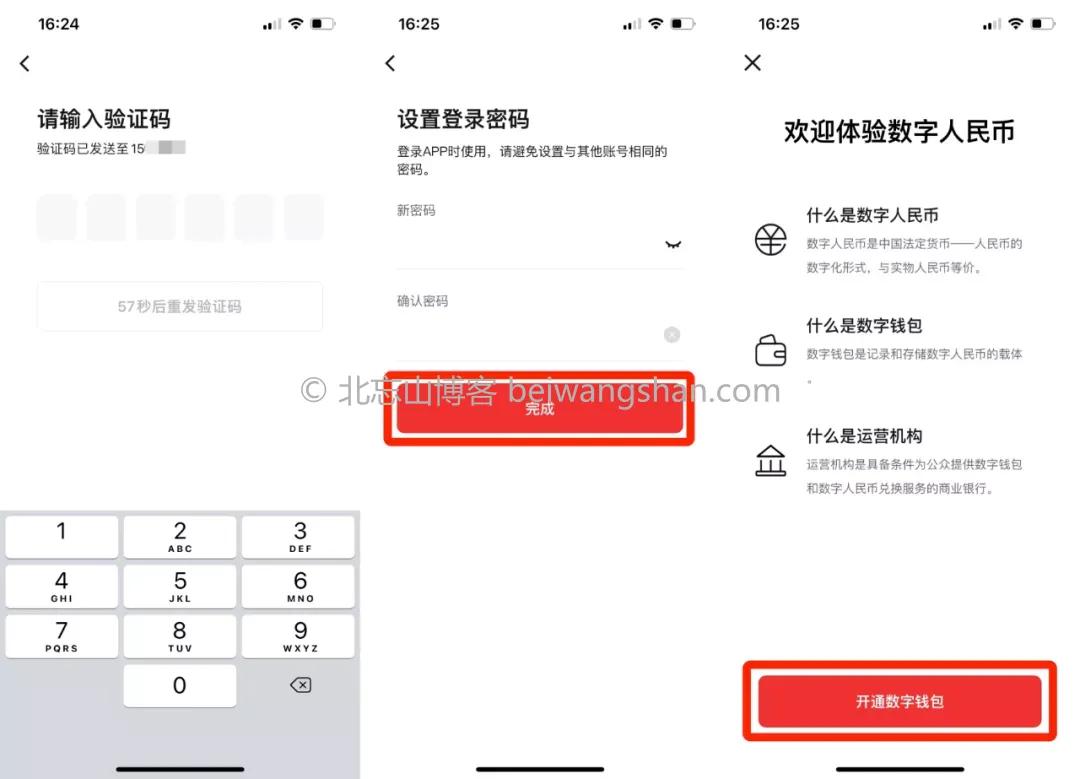 16:24
请输入验证码
验证码已发送至15
57秒后重发验证码
1
2
ABC
3
DEF
4
GHI
5
JKL
6
MNO
7
PQRS
8
TUV
9
WXYZ
0
16:25
设置登录密码
登录APP时使用，请避免设置与其他账号相同的
密码。
新密码
确认密码
完成
16:25
欢迎体验数字人民币
什么是数字人民币
数字人民币是中国法定货币——人民币的
数字化形式，与实物人民币等价。
什么是数字钱包
数字钱包是记录和存储数字人民币的载体
。
什么是运营机构
运营机构是具备条件为公众提供数字钱包
和数字人民币兑换服务的商业银行。
开通数字钱包
© 北忘山博客 beiwangshan.com